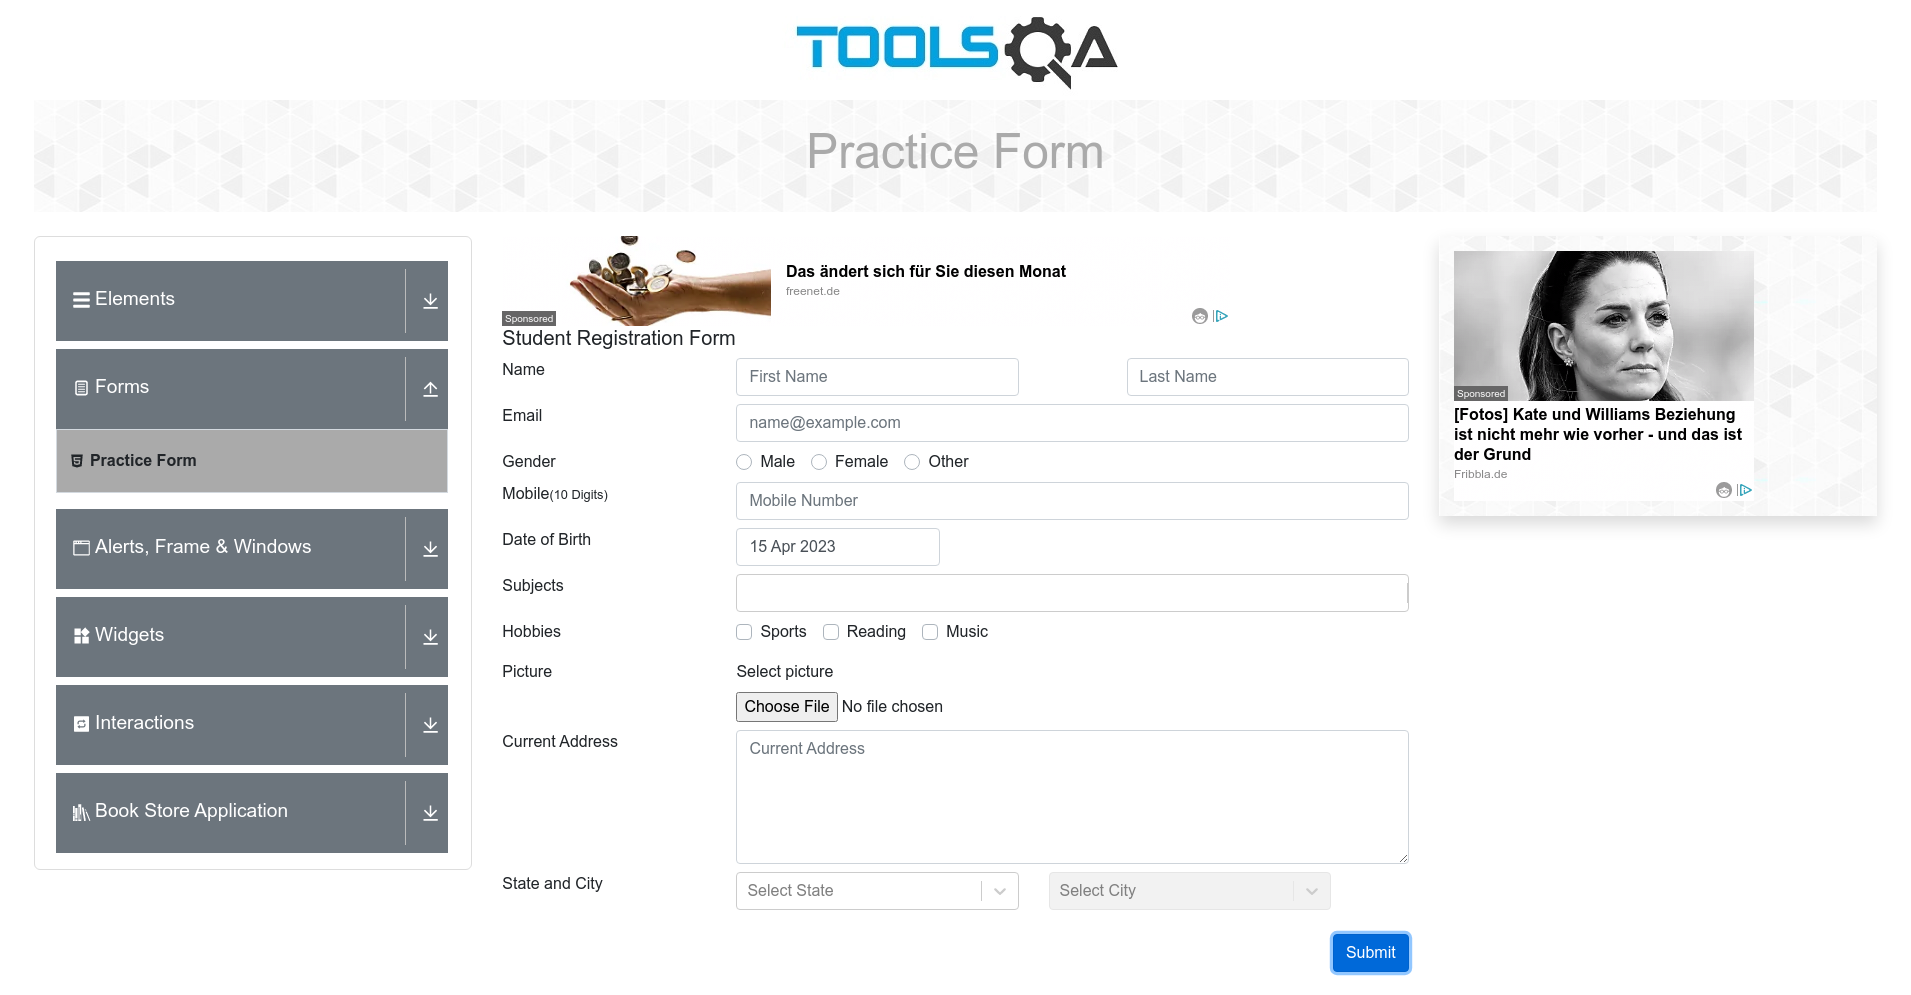 TOOLSQA
Practice Form
Elements
Forms
Practice Form
Alerts, Frame & Windows
Widgets
Interactions
Book Store Application
Sponsored
Das ändert sich für Sie diesen Monat
freenet.de
Student Registration Form
Name
First Name
Last Name
Email
name@example.com
Gender
Male
Female
Other
Mobile(10 Digits)
Mobile Number
Date of Birth
15 Apr 2023
Subjects
Hobbies
Sports
Reading
Music
Picture
Select picture
Choose File No file chosen
Current Address
Current Address
State and City
Select State
Select City
Submit
Sponsored
[Fotos] Kate und Williams Beziehung
ist nicht mehr wie vorher - und das ist
der Grund
Fribbla.de